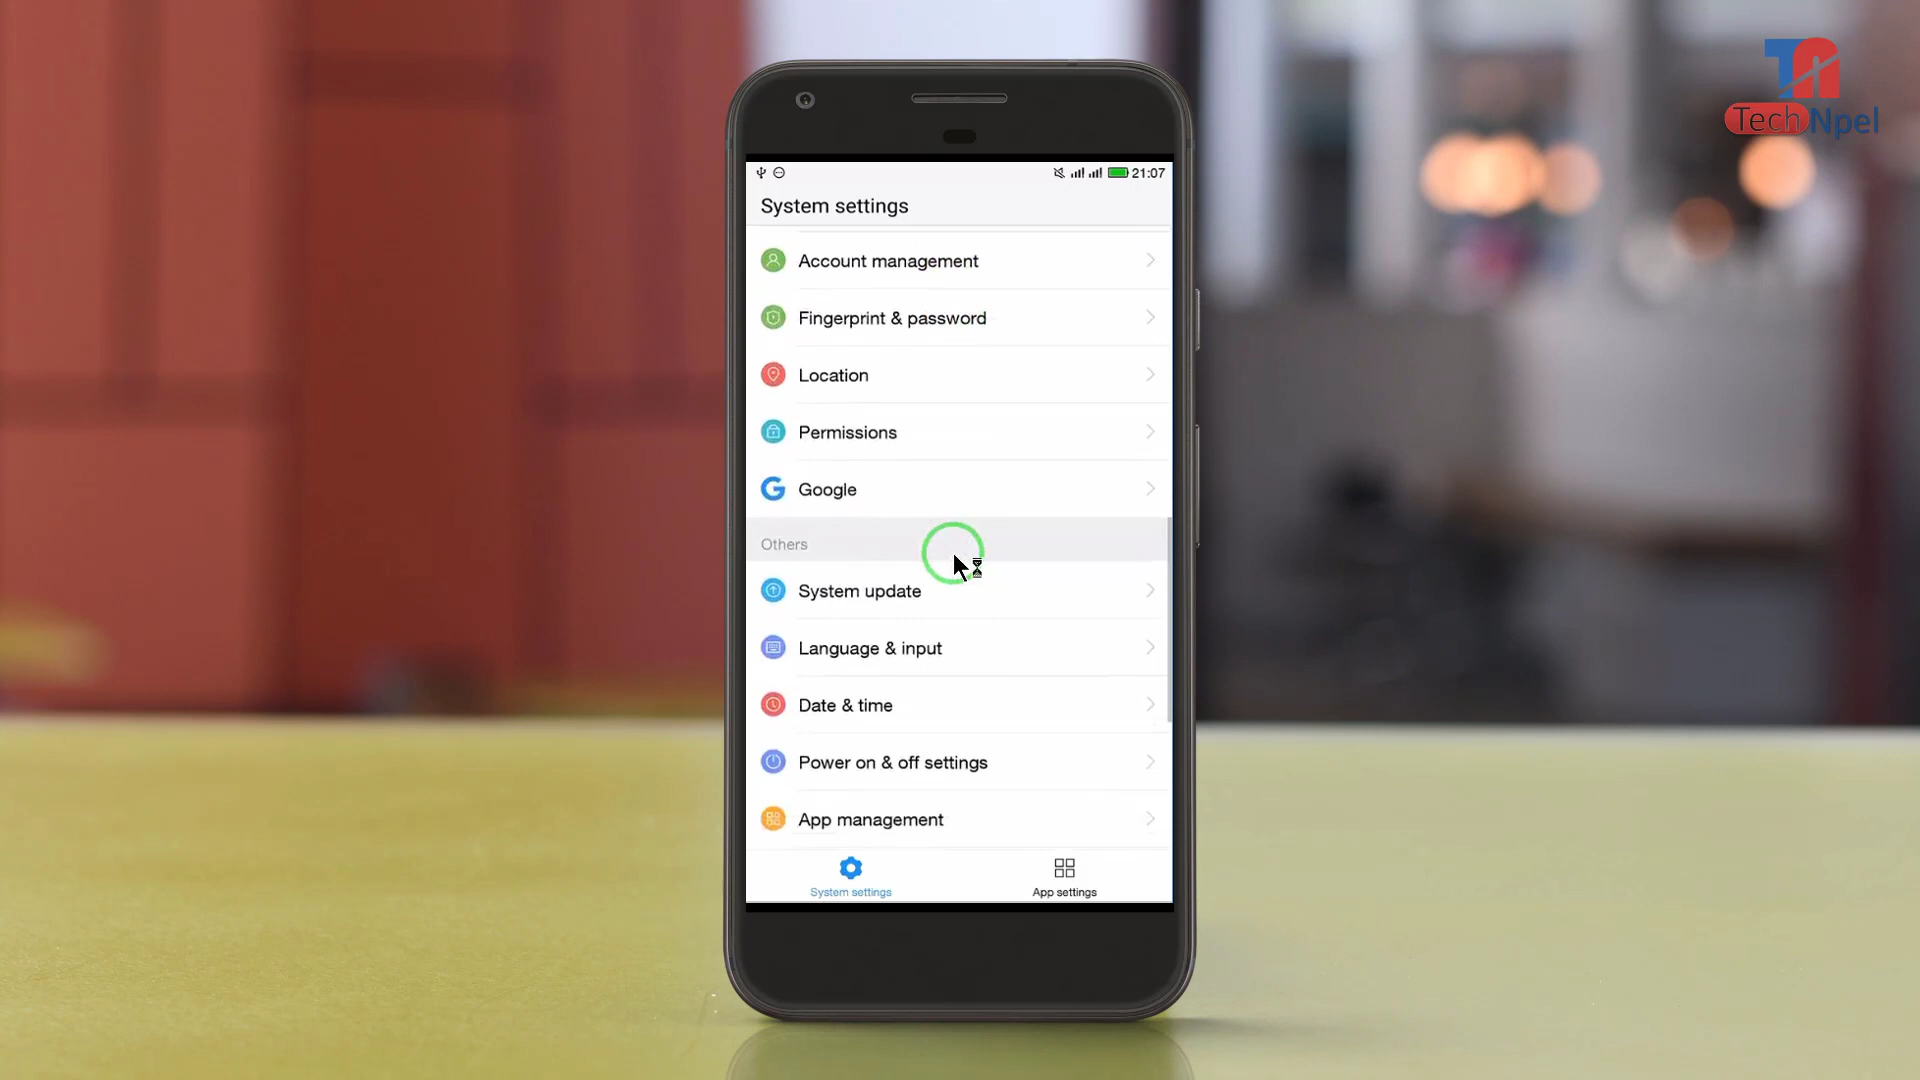 TechNpel
21:07
System settings
Account management
Fingerprint & password
Location
Permissions
Google
Others
System update
Language & input
Date & time
Power on & off settings
App management
System settings
App settings